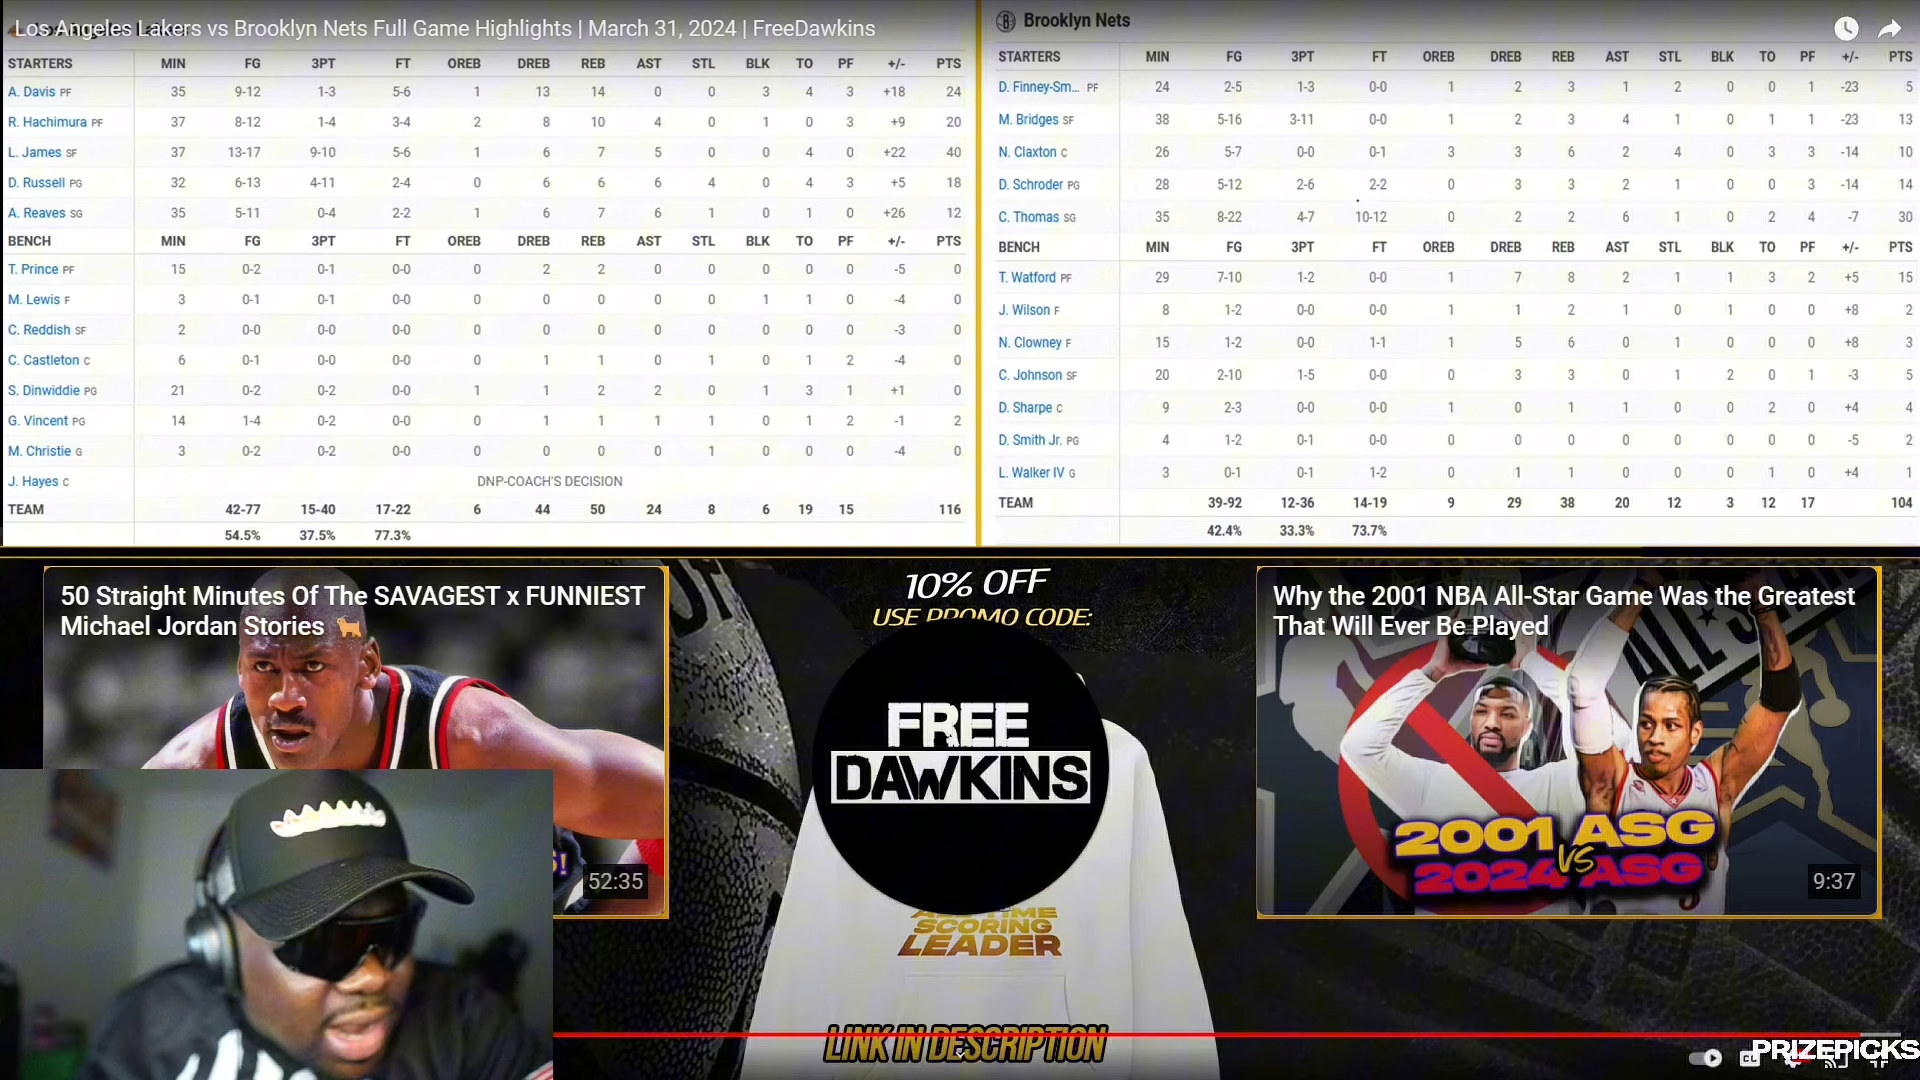 Los Angeles Lakers vs Brooklyn Nets Full Game Highlights | March 31, 2024 | FreeDawkins
STARTERS MIN FG 3PT FT OREB DREB REB AST STL BLK TO PF +/- PTS
A. Davis PF 35 9-12 1-3 5-6 1 13 14 0 0 3 4 3 +18 24
R. Hachimura PF 37 8-12 1-4 3-4 2 8 10 4 0 1 0 3 +9 20
L. James SF 37 13-17 9-10 5-6 1 6 7 5 0 0 4 0 +22 40
D. Russell PG 32 6-13 4-11 2-4 0 6 6 6 4 0 4 3 +5 18
A. Reaves SG 35 5-11 0-4 2-2 1 6 7 6 1 0 1 0 +26 12
BENCH MIN FG 3PT FT OREB DREB REB AST STL BLK TO PF +/- PTS
T. Prince PF 15 0-2 0-1 0-0 0 2 2 0 0 0 0 0 -5 0
M. Lewis F 3 0-1 0-1 0-0 0 0 0 0 0 1 1 0 -4 0
C. Reddish SF 2 0-0 0-0 0-0 0 0 0 0 0 0 0 0 -3 0
C. Castleton C 6 0-1 0-0 0-0 0 1 1 0 1 0 1 2 -4 0
S. Dinwiddie PG 21 0-2 0-2 0-0 1 1 2 2 0 1 3 1 +1 0
G. Vincent PG 14 1-4 0-2 0-0 0 1 1 1 1 0 1 2 -1 2
M. Christie G 3 0-2 0-2 0-0 0 0 0 0 1 0 0 0 -4 0
J. Hayes C DNP-COACH'S DECISION
TEAM 42-77 15-40 17-22 6 44 50 24 8 6 19 15 116
54.5% 37.5% 77.3%
Brooklyn Nets
STARTERS MIN FG 3PT FT OREB DREB REB AST STL BLK TO PF +/- PTS
D. Finney-Sm... PF 24 2-5 1-3 0-0 1 2 3 1 2 0 0 1 -23 5
M. Bridges SF 38 5-16 3-11 0-0 1 2 3 4 1 0 1 1 -23 13
N. Claxton C 26 5-7 0-0 0-1 3 3 6 2 4 0 3 3 -14 10
D. Schroder PG 28 5-12 2-6 2-2 0 3 3 2 1 0 0 3 -14 14
C. Thomas SG 35 8-22 4-7 10-12 0 2 2 6 1 0 2 4 -7 30
BENCH MIN FG 3PT FT OREB DREB REB AST STL BLK TO PF +/- PTS
T. Watford PF 29 7-10 1-2 0-0 1 7 8 2 1 1 3 2 +5 15
J. Wilson F 8 1-2 0-0 0-0 1 1 2 1 0 1 0 0 +8 2
N. Clowney F 15 1-2 0-0 1-1 1 5 6 0 1 0 0 0 +8 3
C. Johnson SF 20 2-10 1-5 0-0 0 3 3 0 1 2 0 1 -3 5
D. Sharpe C 9 2-3 0-0 0-0 1 0 1 1 0 0 2 0 +4 4
D. Smith Jr. PG 4 1-2 0-1 0-0 0 0 0 0 0 0 0 0 -5 2
L. Walker IV G 3 0-1 0-1 1-2 0 1 1 0 0 0 1 0 +4 1
TEAM 39-92 12-36 14-19 9 29 38 20 12 3 12 17 104
42.4% 33.3% 73.7%
50 Straight Minutes Of The SAVAGEST x FUNNIEST
Michael Jordan Stories
52:35
10% OFF
USE PROMO CODE:
FREE
DAWKINS
ALL TIME
SCORING
LEADER
LINK IN DESCRIPTION
Why the 2001 NBA All-Star Game Was the Greatest
That Will Ever Be Played
ALL-STAR
2001 ASG
VS
2024 ASG
9:37
PRIZEPICKS